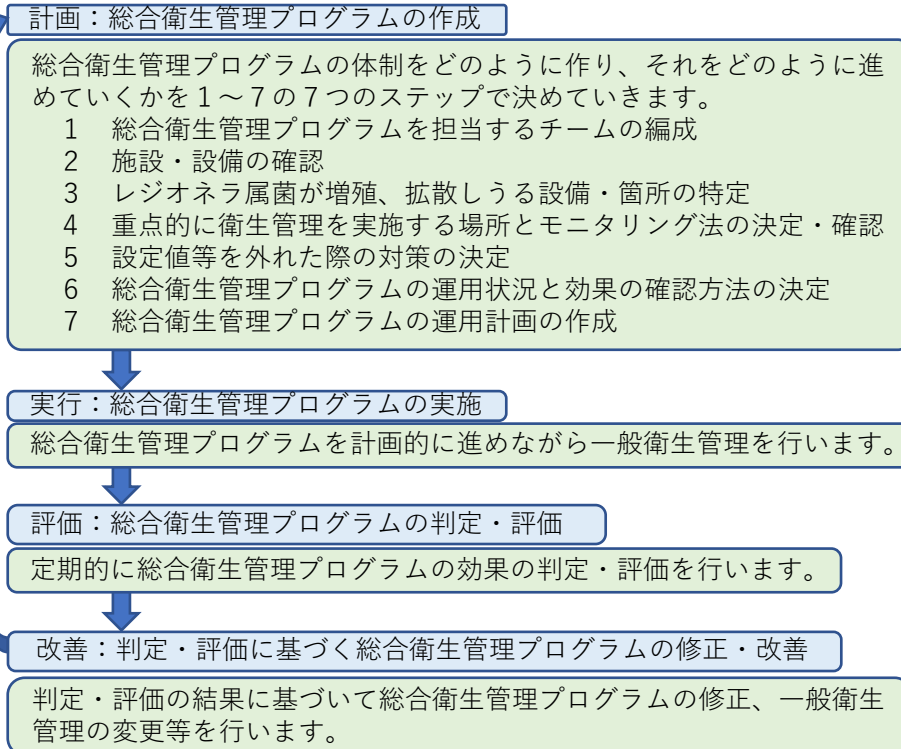 計画：総合衛生管理プログラムの作成
総合衛生管理プログラムの体制をどのように作り、それをどのように進
めていくかを１～７の７つのステップで決めていきます。
1 総合衛生管理プログラムを担当するチームの編成
2 施設・設備の確認
3 レジオネラ属菌が増殖、拡散しうる設備・箇所の特定
4 重点的に衛生管理を実施する場所とモニタリング法の決定・確認
5 設定値等を外れた際の対策の決定
6 総合衛生管理プログラムの運用状況と効果の確認方法の決定
7 総合衛生管理プログラムの運用計画の作成
実行：総合衛生管理プログラムの実施
総合衛生管理プログラムを計画的に進めながら一般衛生管理を行います。
評価：総合衛生管理プログラムの判定・評価
定期的に総合衛生管理プログラムの効果の判定・評価を行います。
改善：判定・評価に基づく総合衛生管理プログラムの修正・改善
判定・評価の結果に基づいて総合衛生管理プログラムの修正、一般衛生
管理の変更等を行います。